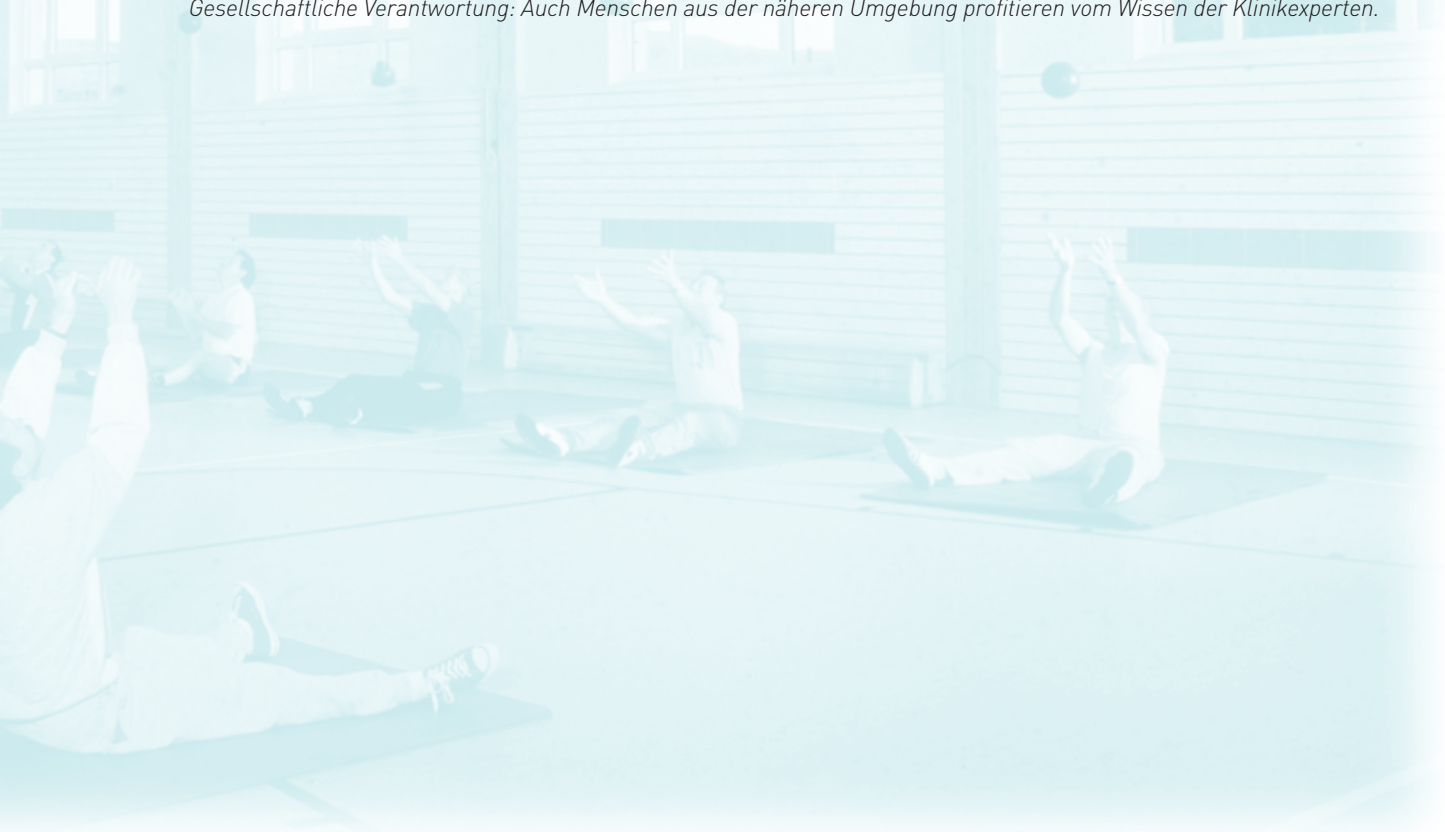 Gesellschaftliche Verantwortung: Auch Menschen aus der näheren Umgebung profitieren vom Wissen der Klinikexperten.